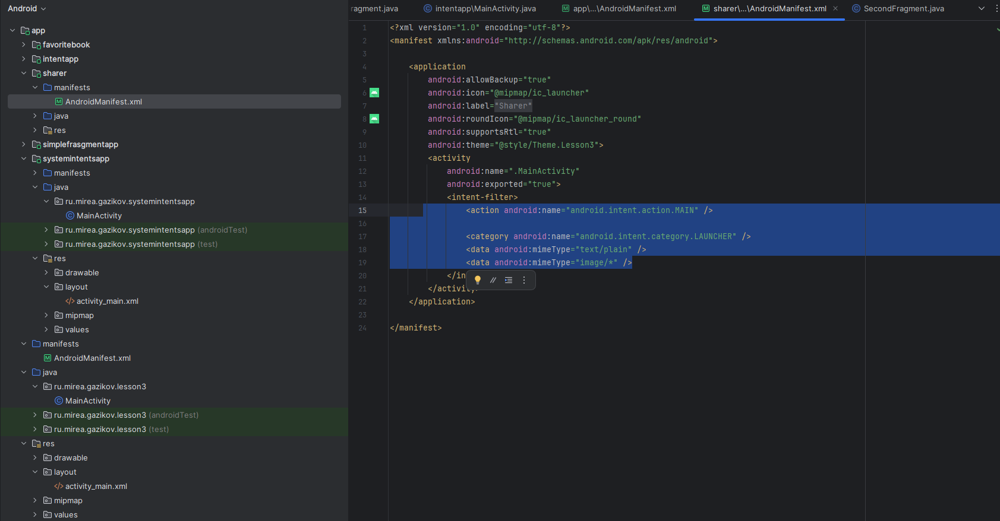 Android
app
favoritebook
intentapp
sharer
manifests
AndroidManifest.xml
java
res
simplefrasgmentapp
systemintentsapp
manifests
java
ru.mirea.gazikov.systemintentsapp
MainActivity
ru.mirea.gazikov.systemintentsapp (androidTest)
ru.mirea.gazikov.systemintentsapp (test)
res
drawable
layout
activity_main.xml
mipmap
values
manifests
AndroidManifest.xml
java
ru.mirea.gazikov.lesson3
MainActivity
ru.mirea.gazikov.lesson3 (androidTest)
ru.mirea.gazikov.lesson3 (test)
res
drawable
layout
activity_main.xml
mipmap
values
ragment.java intentapp\MainActivity.java app\...\AndroidManifest.xml sharer\...\AndroidManifest.xml SecondFragment.java
1 <?xml version="1.0" encoding="utf-8"?>
2 <manifest xmlns:android="http://schemas.android.com/apk/res/android">
3
4 <application
5 android:allowBackup="true"
6 android:icon="@mipmap/ic_launcher"
7 android:label="Sharer"
8 android:roundIcon="@mipmap/ic_launcher_round"
9 android:supportsRtl="true"
10 android:theme="@style/Theme.Lesson3">
11 <activity
12 android:name=".MainActivity"
13 android:exported="true">
14 <intent-filter>
15 <action android:name="android.intent.action.MAIN" />
16
17 <category android:name="android.intent.category.LAUNCHER" />
18 <data android:mimeType="text/plain" />
19 <data android:mimeType="image/*" />
20 </in
21 </activity>
22 </application>
23
24 </manifest>